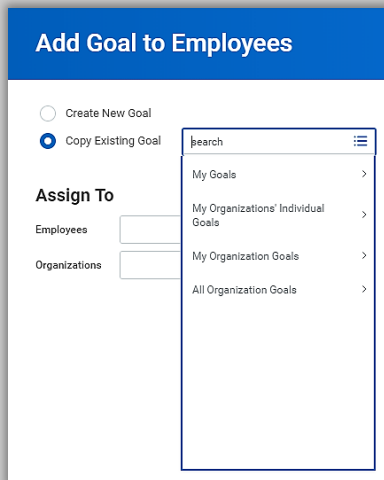 Add Goal to Employees
Create New Goal
Copy Existing Goal
search
My Goals
My Organizations' Individual
Goals
My Organization Goals
All Organization Goals
Assign To
Employees
Organizations